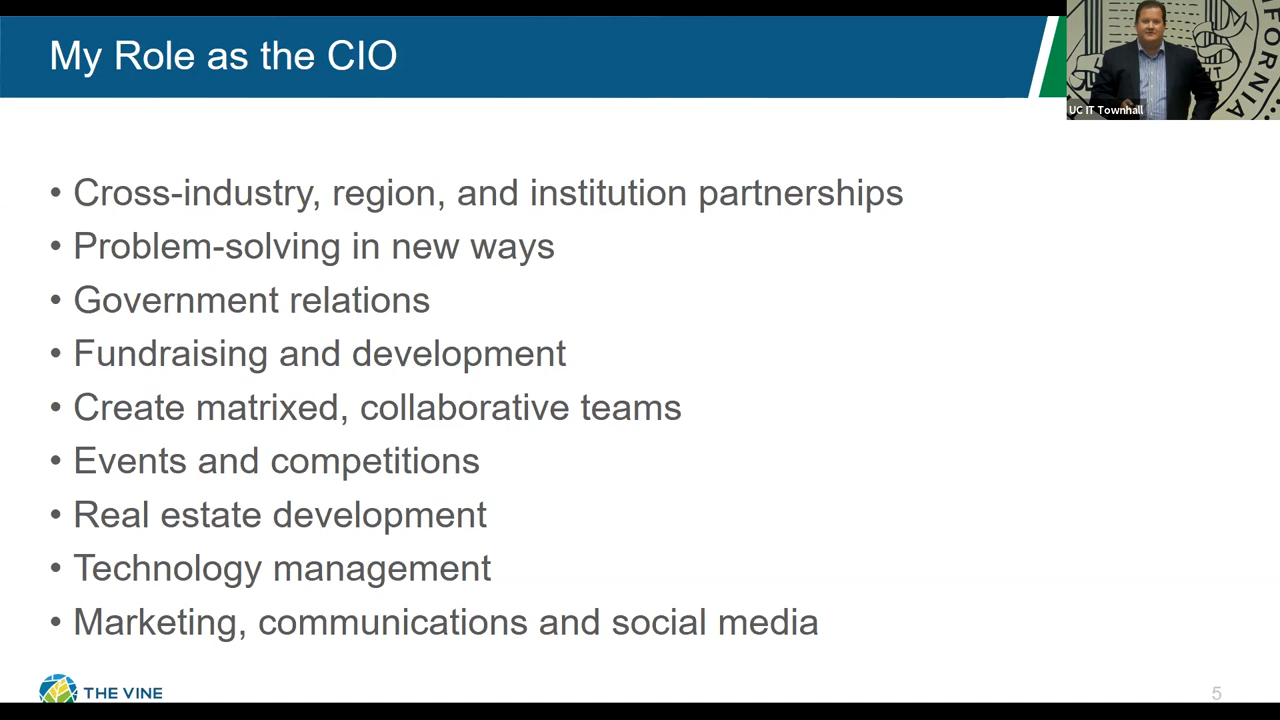 My Role as the CIO
UC IT Townhall
• Cross-industry, region, and institution partnerships
• Problem-solving in new ways
• Government relations
• Fundraising and development
• Create matrixed, collaborative teams
• Events and competitions
• Real estate development
• Technology management
• Marketing, communications and social media
THE VINE
5